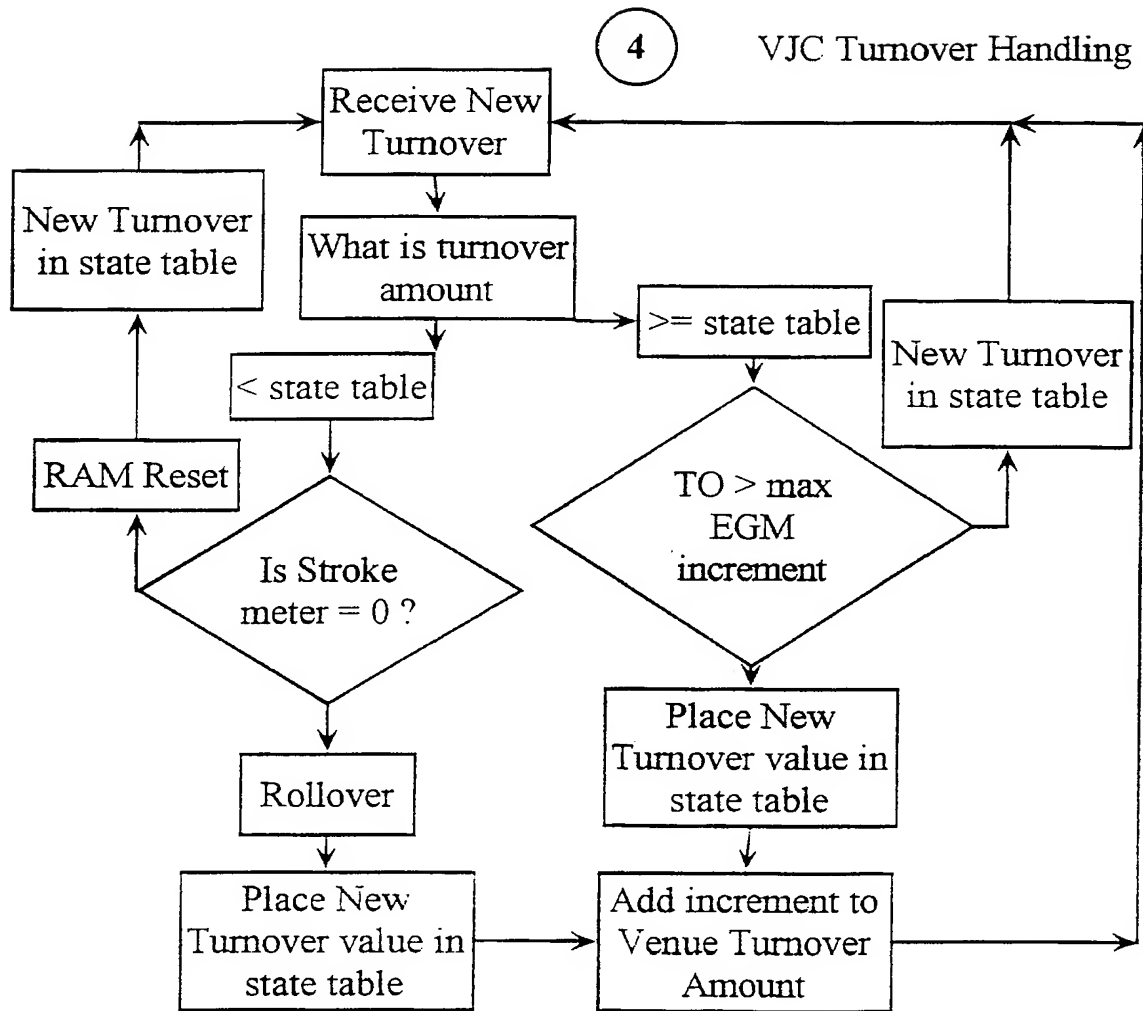 4
VJC Turnover Handling
Receive New
Turnover
New Turnover
in state table
What is turnover
amount
>= state table
New Turnover
in state table
< state table
RAM Reset
TO > max
EGM
increment
Is Stroke
meter = 0 ?
Place New
Turnover value in
state table
Rollover
Place New
Turnover value in
state table
Add increment to
Venue Turnover
Amount